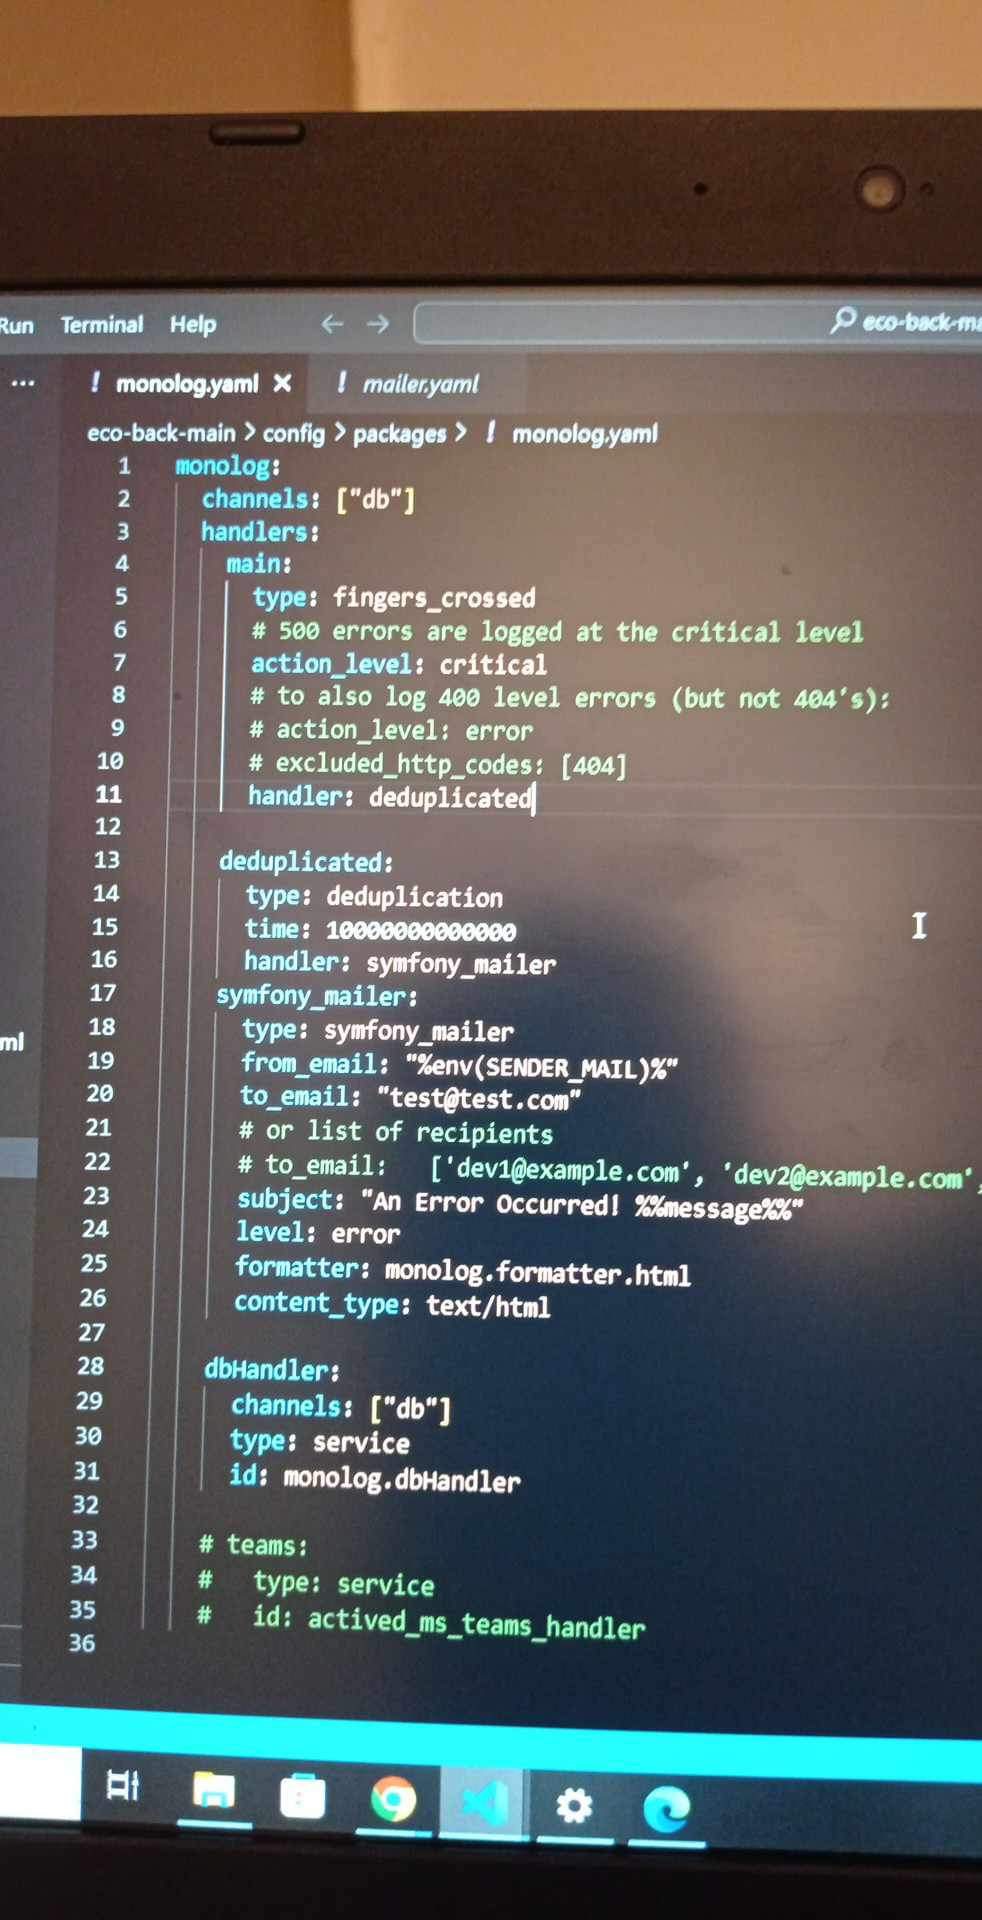 Run Terminal Help
eco-back-ma
... ! monolog.yaml X ! mailer.yaml
eco-back-main > config > packages > ! monolog.yaml
1 monolog:
2 channels: ["db"]
3 handlers:
4 main:
5 type: fingers_crossed
6 # 500 errors are logged at the critical level
7 action_level: critical
8 # to also log 400 level errors (but not 404's):
9 # action_level: error
10 # excluded_http_codes: [404]
11 handler: deduplicated
12
13 deduplicated:
14 type: deduplication
15 time: 10000000000000
16 handler: symfony_mailer
17 symfony_mailer:
18 type: symfony_mailer
19 from_email: "%env(SENDER_MAIL)%"
20 to_email: "test@test.com"
21 # or list of recipients
22 # to_email:   ['dev1@example.com', 'dev2@example.com',
23 subject: "An Error Occurred! %%message%%"
24 level: error
25 formatter: monolog.formatter.html
26 content_type: text/html
27
28 dbHandler:
29 channels: ["db"]
30 type: service
31 id: monolog.dbHandler
32
33 # teams:
34 #   type: service
35 #   id: actived_ms_teams_handler
36
ml